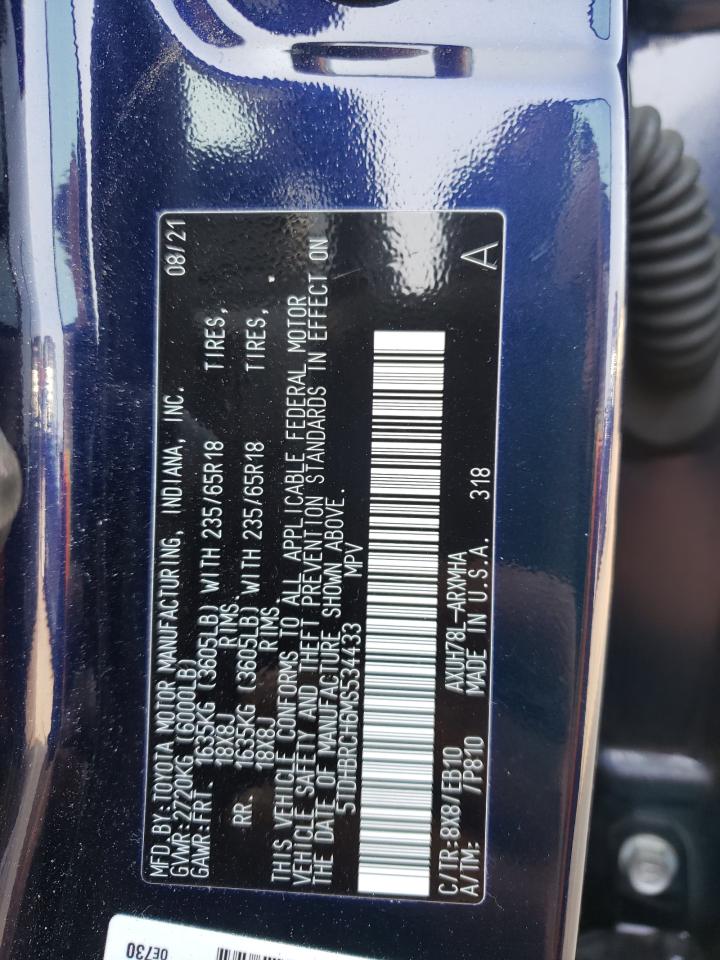 MFD.BY:TOYOTA MOTOR MANUFACTURING, INDIANA, INC. 08/21
GVWR:2720KG (6000LB)
GAWR:FRT. 1635KG (3605LB) WITH 235/65R18 TIRES,
18X8J RIMS.
RR. 1635KG (3605LB) WITH 235/65R18 TIRES,
18X8J RIMS.
THIS VEHICLE CONFORMS TO ALL APPLICABLE FEDERAL MOTOR
VEHICLE SAFETY AND THEFT PREVENTION STANDARDS IN EFFECT ON
THE DATE OF MANUFACTURE SHOWN ABOVE.
5TDHBRCH6MS534433 MPV
C/TR:8X8/EB10 AXUH78L-ARXMHA 318
A/TM: /P810 MADE IN U.S.A. A
0E730